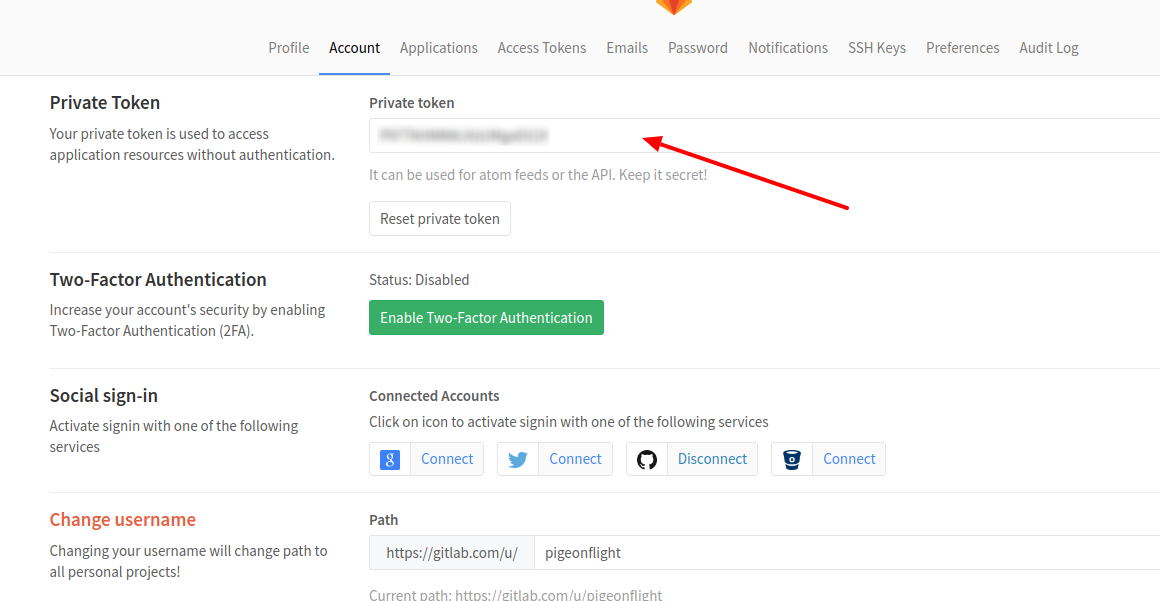 Profile Account Applications Access Tokens Emails Password Notifications SSH Keys Preferences Audit Log
Private Token
Your private token is used to access
application resources without authentication.
Private token
It can be used for atom feeds or the API. Keep it secret!
Reset private token
Two-Factor Authentication
Increase your account's security by enabling
Two-Factor Authentication (2FA).
Status: Disabled
Enable Two-Factor Authentication
Social sign-in
Activate signin with one of the following
services
Connected Accounts
Click on icon to activate signin with one of the following services
g Connect Connect Disconnect Connect
Change username
Changing your username will change path to
all personal projects!
Path
https://gitlab.com/u/ pigeonflight
Current path: https://gitlab.com/u/pigeonflight